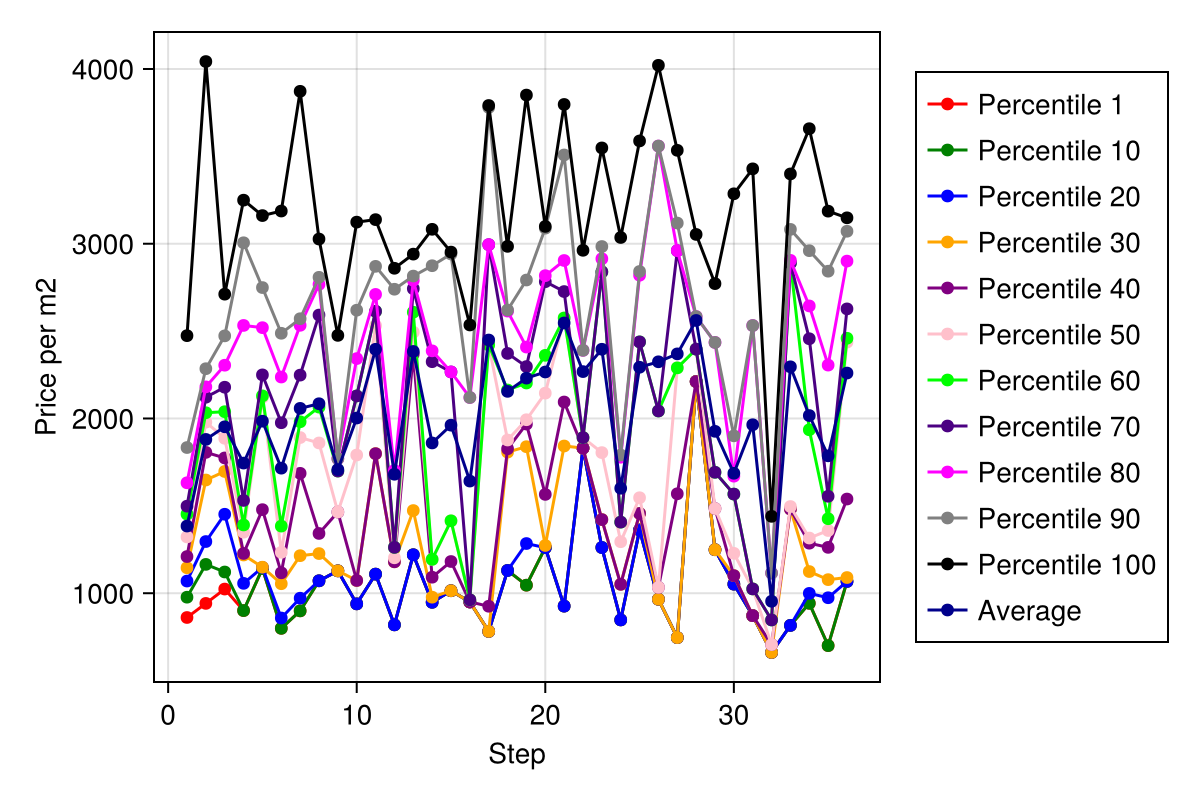 4000
3000
2000
1000
Price per m2
0
10
20
30
Step
Percentile 1
Percentile 10
Percentile 20
Percentile 30
Percentile 40
Percentile 50
Percentile 60
Percentile 70
Percentile 80
Percentile 90
Percentile 100
Average